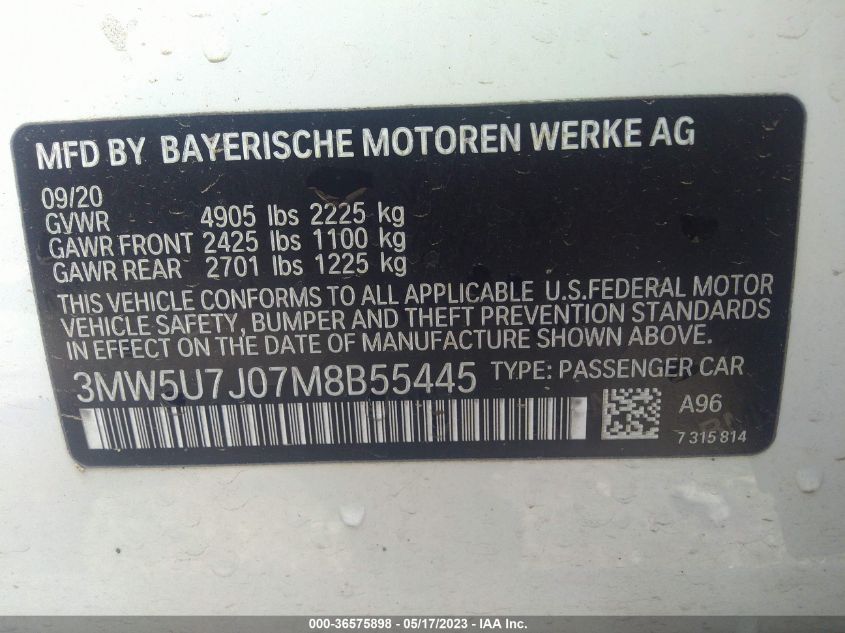 MFD BY BAYERISCHE MOTOREN WERKE AG
09/20
GVWR 4905 lbs 2225 kg
GAWR FRONT 2425 lbs 1100 kg
GAWR REAR 2701 lbs 1225 kg
THIS VEHICLE CONFORMS TO ALL APPLICABLE U.S.FEDERAL MOTOR
VEHICLE SAFETY, BUMPER AND THEFT PREVENTION STANDARDS
IN EFFECT ON THE DATE OF MANUFACTURE SHOWN ABOVE.
3MW5U7J07M8B55445 TYPE: PASSENGER CAR
A96
7 315 814
000-36575898 - 05/17/2023 - IAA Inc.